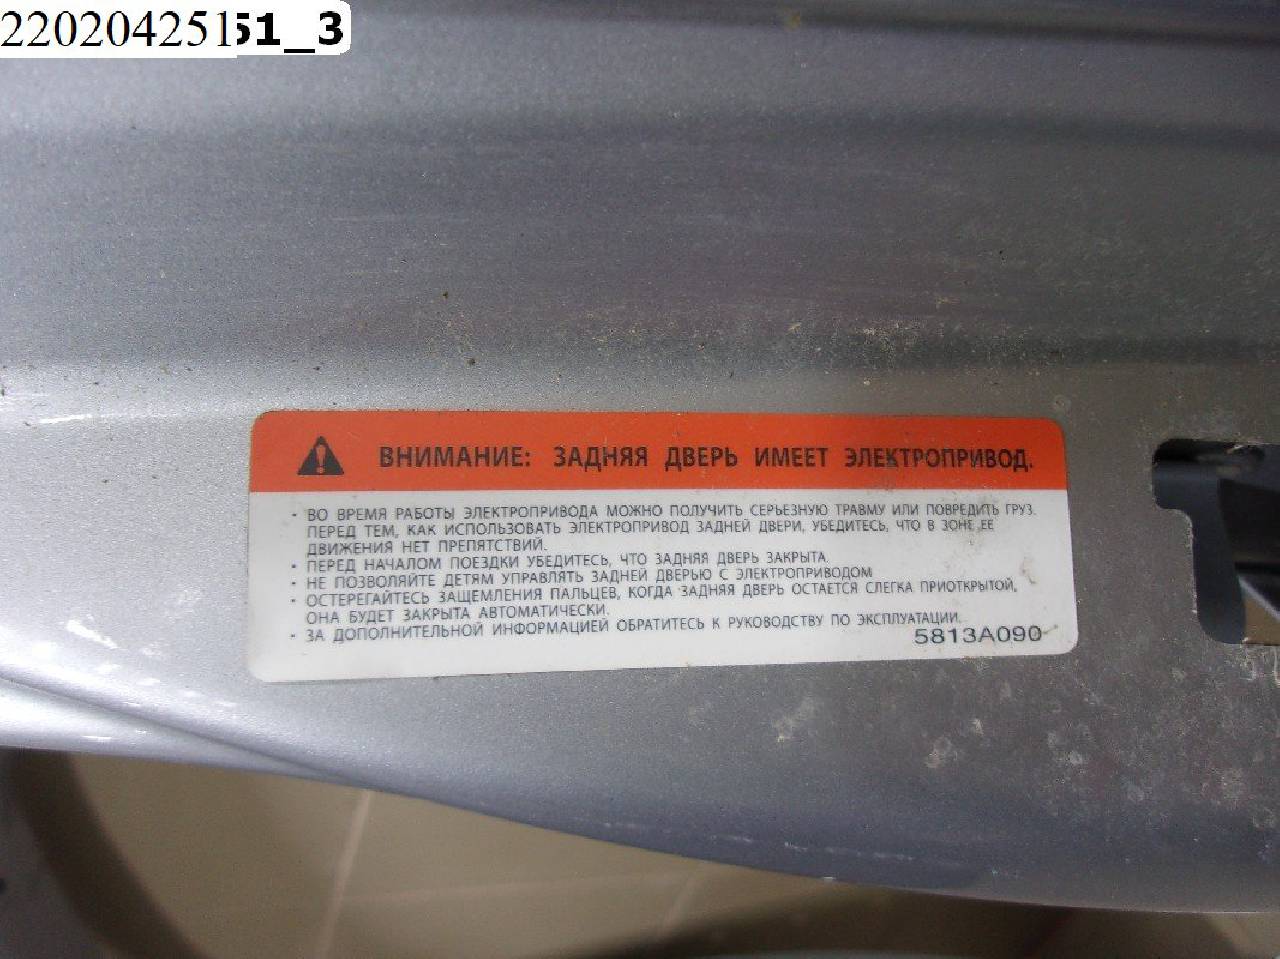 220204251
51_3
ВНИМАНИЕ: ЗАДНЯЯ ДВЕРЬ ИМЕЕТ ЭЛЕКТРОПРИВОД.
· ВО ВРЕМЯ РАБОТЫ ЭЛЕКТРОПРИВОДА МОЖНО ПОЛУЧИТЬ СЕРЬЕЗНУЮ ТРАВМУ ИЛИ ПОВРЕДИТЬ ГРУЗ.
ПЕРЕД ТЕМ, КАК ИСПОЛЬЗОВАТЬ ЭЛЕКТРОПРИВОД ЗАДНЕЙ ДВЕРИ, УБЕДИТЕСЬ, ЧТО В ЗОНЕ ЕЕ
ДВИЖЕНИЯ НЕТ ПРЕПЯТСТВИЙ.
· ПЕРЕД НАЧАЛОМ ПОЕЗДКИ УБЕДИТЕСЬ, ЧТО ЗАДНЯЯ ДВЕРЬ ЗАКРЫТА.
· НЕ ПОЗВОЛЯЙТЕ ДЕТЯМ УПРАВЛЯТЬ ЗАДНЕЙ ДВЕРЬЮ С ЭЛЕКТРОПРИВОДОМ
· ОСТЕРЕГАЙТЕСЬ ЗАЩЕМЛЕНИЯ ПАЛЬЦЕВ, КОГДА ЗАДНЯЯ ДВЕРЬ ОСТАЕТСЯ СЛЕГКА ПРИОТКРЫТОЙ,
ОНА БУДЕТ ЗАКРЫТА АВТОМАТИЧЕСКИ.
· ЗА ДОПОЛНИТЕЛЬНОЙ ИНФОРМАЦИЕЙ ОБРАТИТЕСЬ К РУКОВОДСТВУ ПО ЭКСПЛУАТАЦИИ.
5813A090